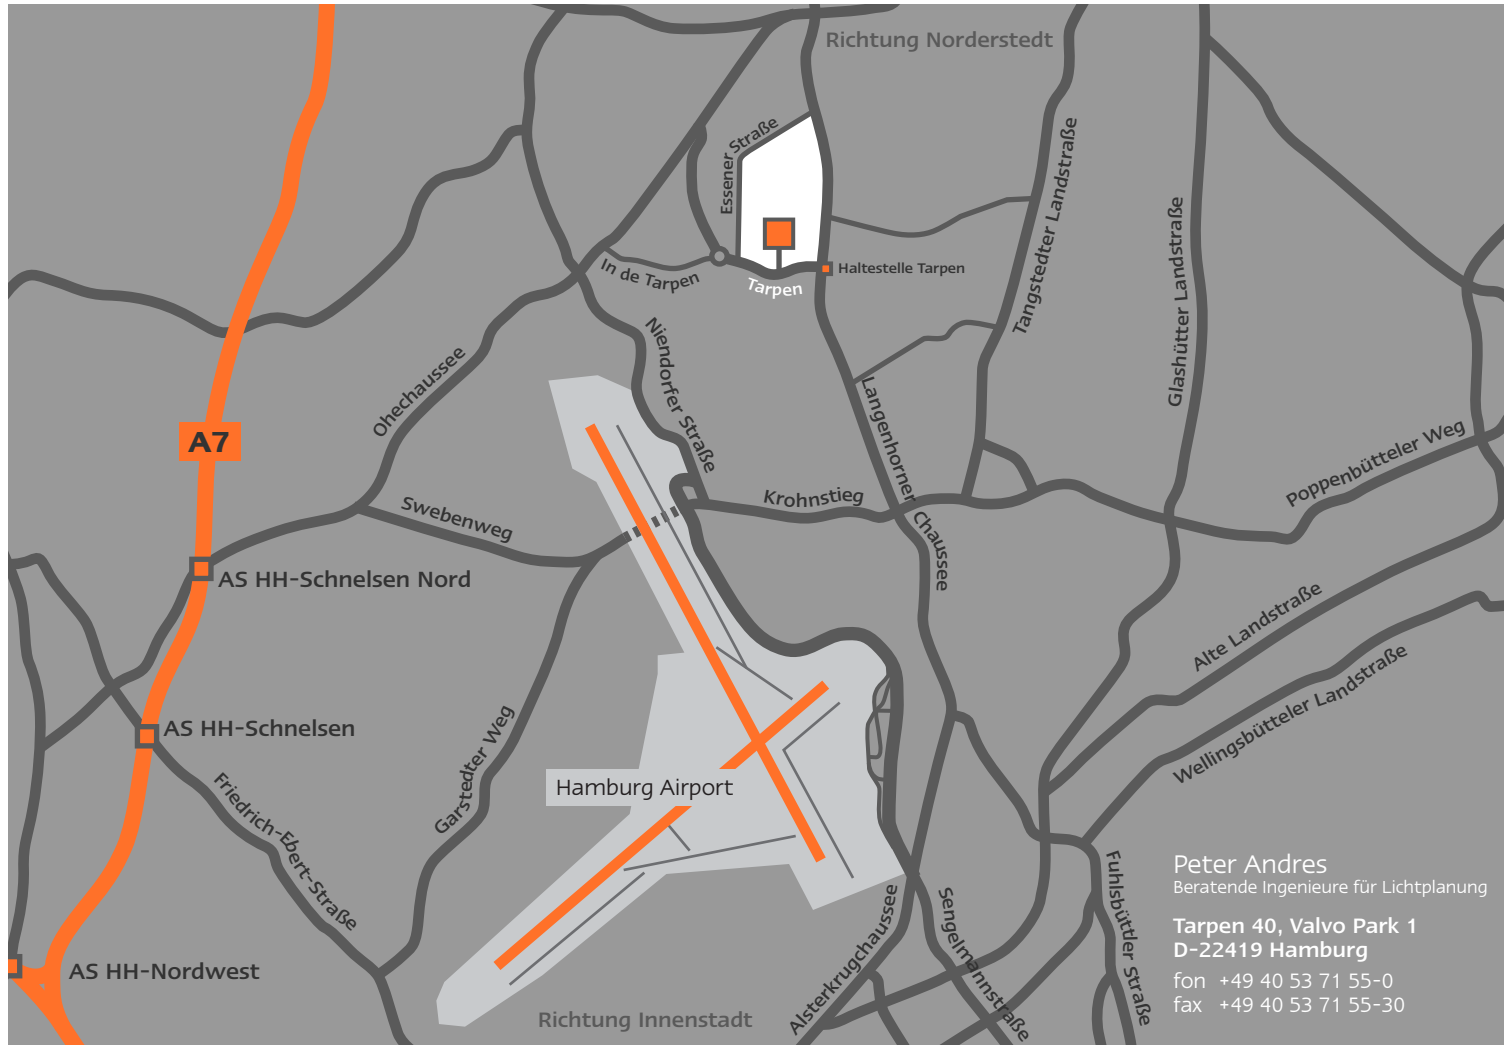 Richtung Norderstedt
Essener Straße
Tangstedter Landstraße
Glashütter Landstraße
In de Tarpen
Tarpen
Haltestelle Tarpen
Niendorfer Straße
Ohechaussee
Langenhorner Chaussee
A7
Poppenbütteler Weg
Swebenweg
Krohnstieg
AS HH-Schnelsen Nord
Alte Landstraße
Wellingsbütteler Landstraße
AS HH-Schnelsen
Garstedter Weg
Hamburg Airport
Friedrich-Ebert-Straße
Fuhlsbüttler Straße
Sengelmannstraße
Alsterkrugchaussee
AS HH-Nordwest
Richtung Innenstadt
Peter Andres
Beratende Ingenieure für Lichtplanung
Tarpen 40, Valvo Park 1
D-22419 Hamburg
fon +49 40 53 71 55-0
fax +49 40 53 71 55-30